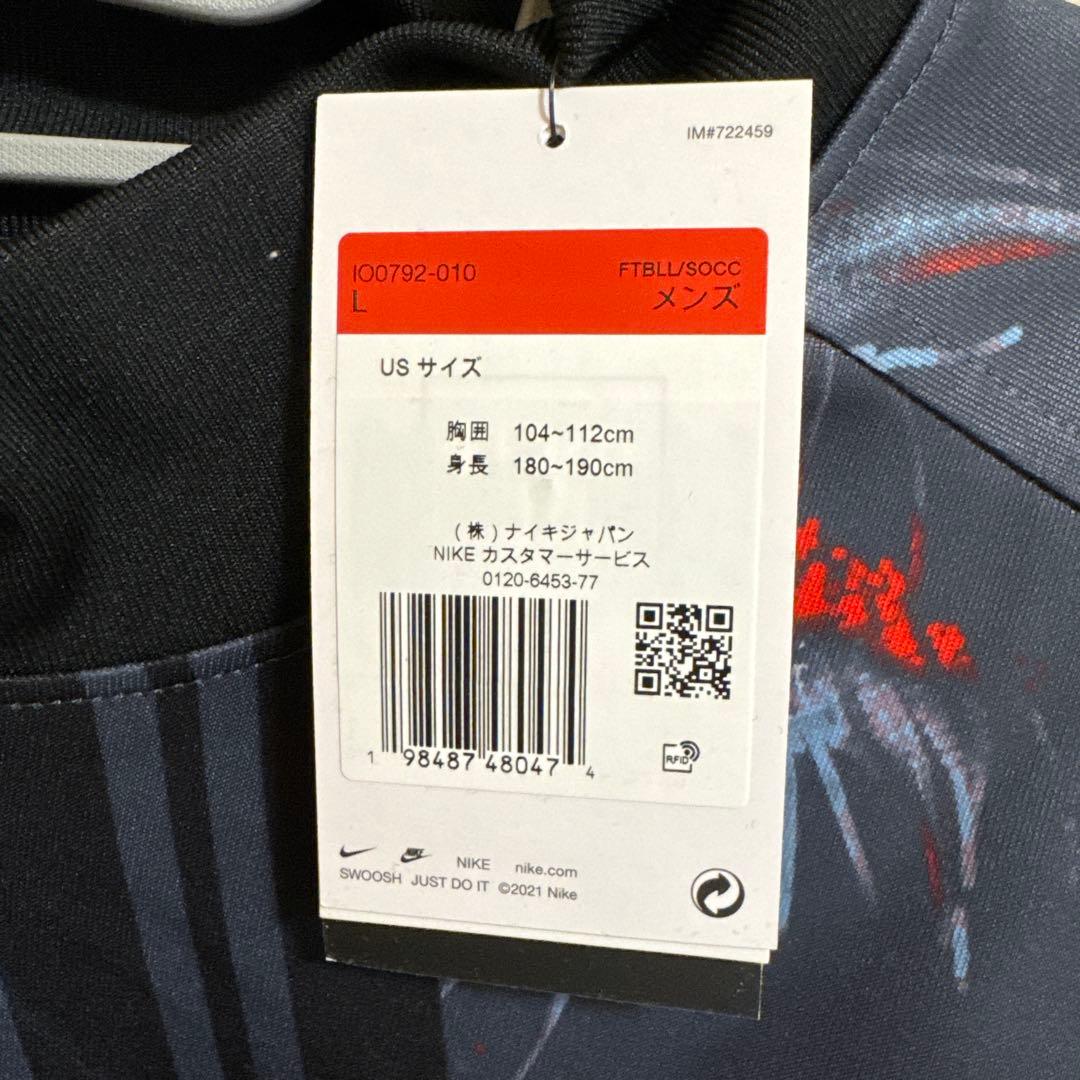 IM#722459
IO0792-010
FTBLL/SOCC
L
メンズ
US サイズ
胸囲 104~112cm
身長 180~190cm
(株)ナイキジャパン
NIKE カスタマーサービス
0120-6453-77
1 98487 48047 4
RFID
NIKE nike.com
SWOOSH JUST DO IT ©2021 Nike